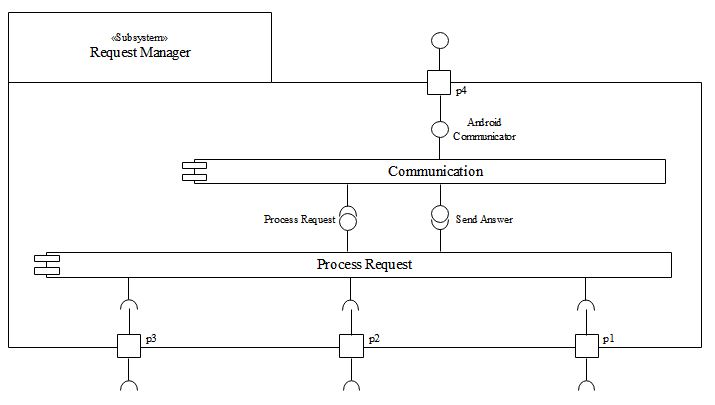 «Subsystem»
Request Manager
p4
Android
Communicator
Communication
Process Request
Send Answer
Process Request
p3
p2
p1